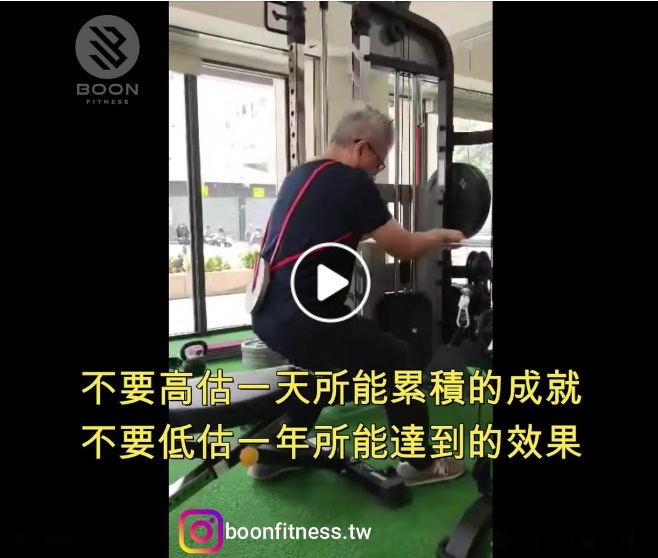 BOON
FITNESS
不要高估一天所能累積的成就
不要低估一年所能達到的效果
boonfitness.tw